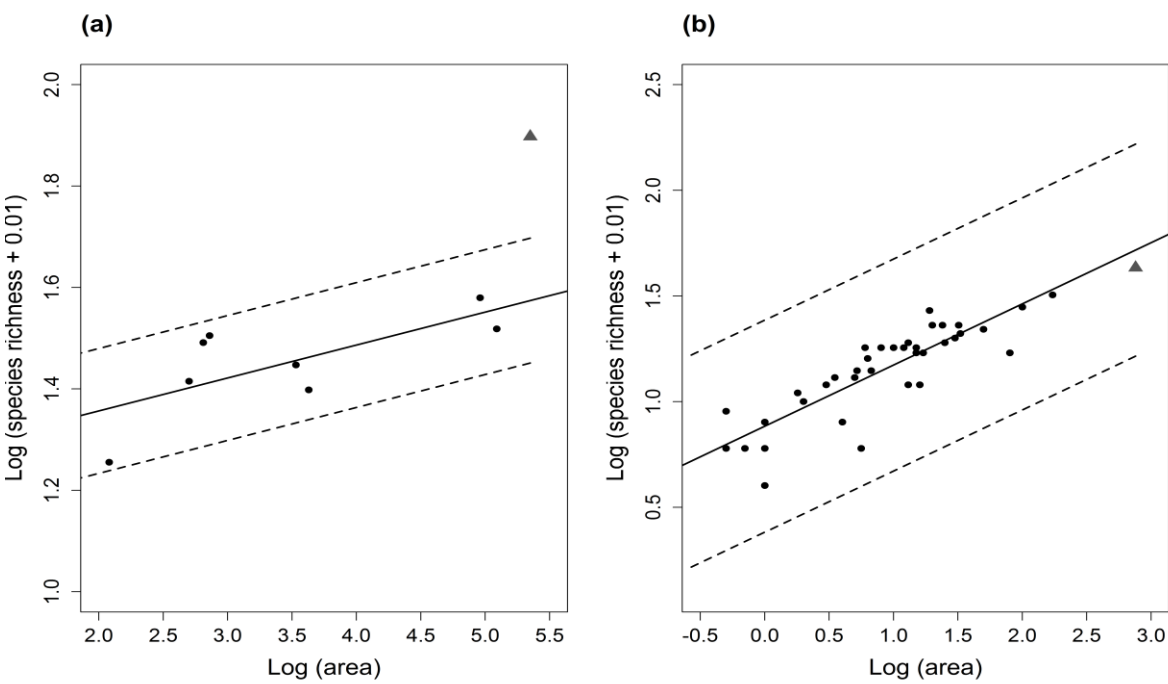 (a)
Log (species richness + 0.01)
2.0
1.8
1.6
1.4
1.2
1.0
2.0 2.5 3.0 3.5 4.0 4.5 5.0 5.5
Log (area)
(b)
Log (species richness + 0.01)
2.5
2.0
1.5
1.0
0.5
-0.5 0.0 0.5 1.0 1.5 2.0 2.5 3.0
Log (area)